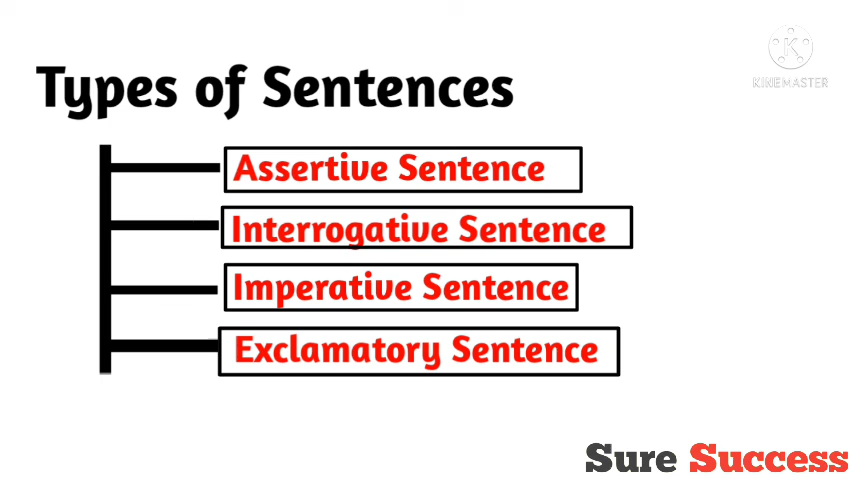 Types of Sentences
KINEMASTER
Assertive Sentence
Interrogative Sentence
Imperative Sentence
Exclamatory Sentence
Sure Success